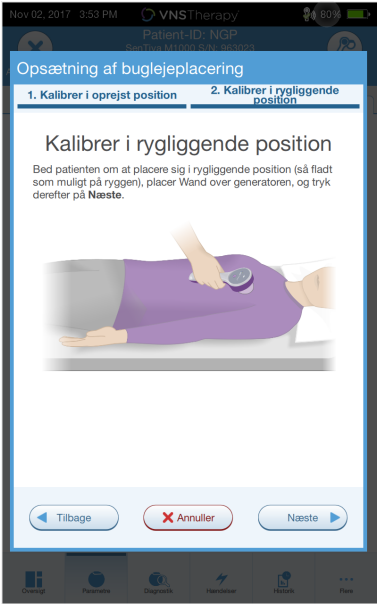 Nov 02, 2017 3:53 PM VNSTherapy 80%
Patient-ID: NGP
SenTiva M1000 S/N: 963023
Opsætning af buglejeplacering
1. Kalibrer i oprejst position
2. Kalibrer i rygliggende
position
Kalibrer i rygliggende position
Bed patienten om at placere sig i rygliggende position (så fladt
som muligt på ryggen), placer Wand over generatoren, og tryk
derefter på Næste.
Tilbage Annuller Næste
Oversigt Parametre Diagnostik Hændelser Historik Flere